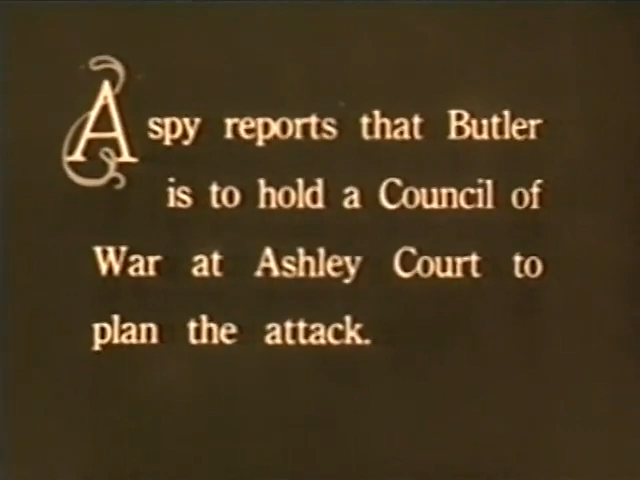 A spy reports that Butler
is to hold a Council of
War at Ashley Court to
plan the attack.